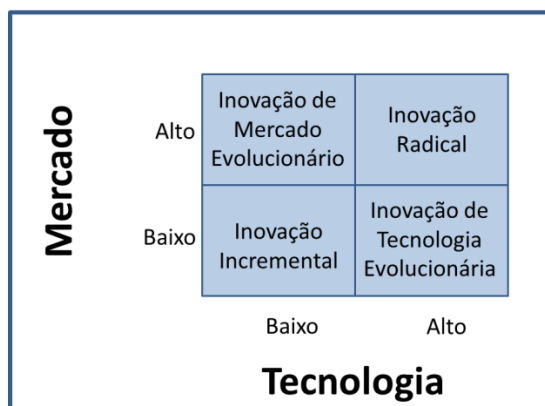 Mercado
Alto
Inovação de
Mercado
Evolucionário
Inovação
Radical
Baixo
Inovação
Incremental
Inovação de
Tecnologia
Evolucionária
Baixo
Alto
Tecnologia